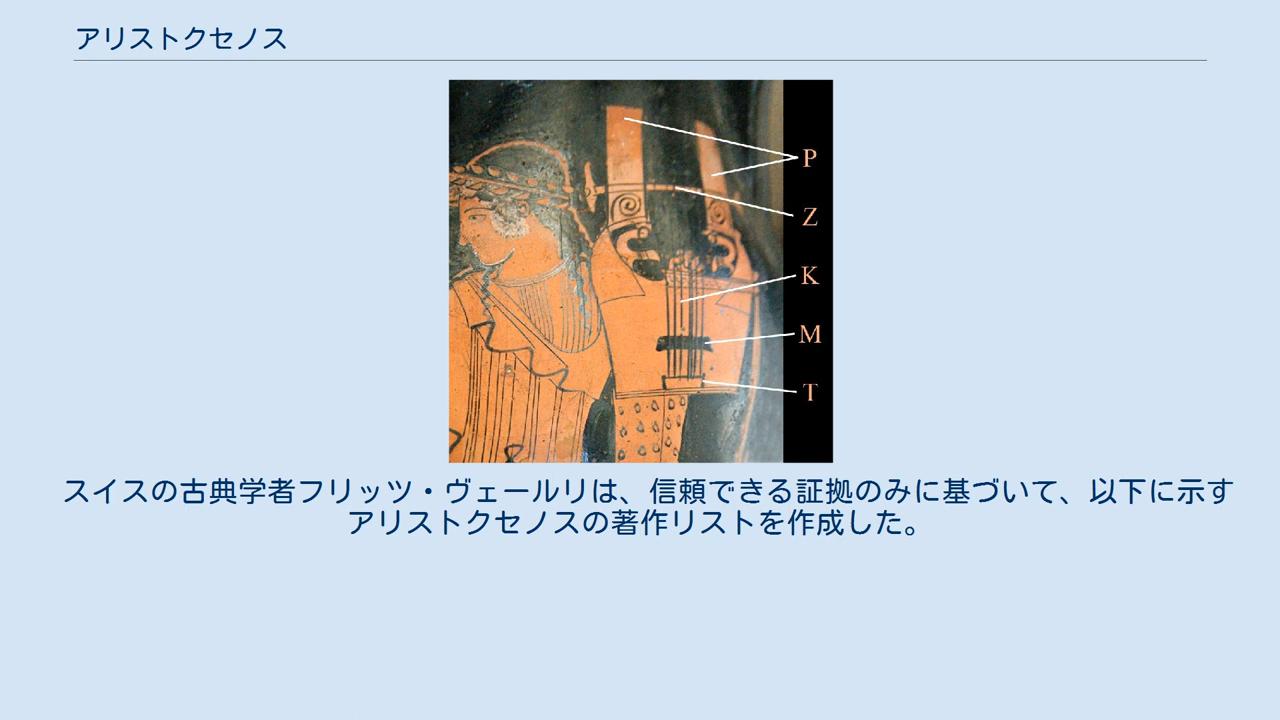 アリストクセノス
P
Z
K
M
T
スイスの古典学者フリッツ・ヴェールリは、信頼できる証拠のみに基づいて、以下に示す
アリストクセノスの著作リストを作成した。